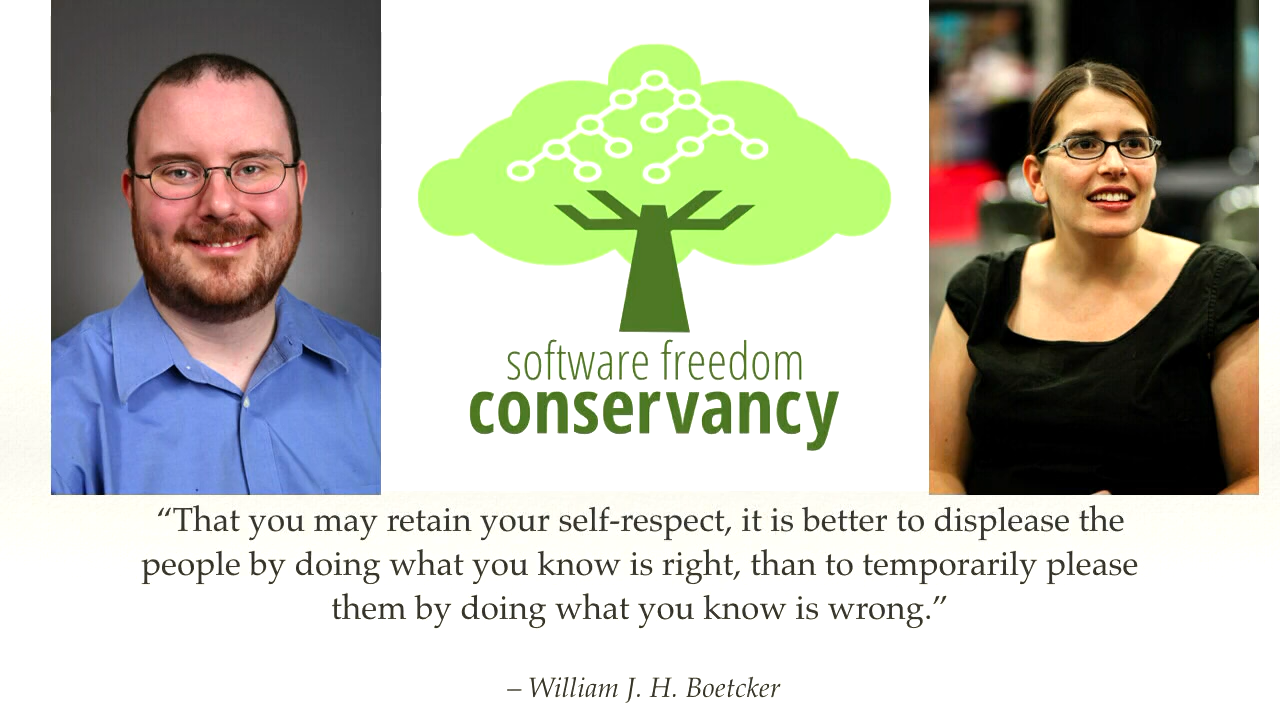 software freedom
conservancy
“That you may retain your self-respect, it is better to displease the
people by doing what you know is right, than to temporarily please
them by doing what you know is wrong.”
– William J. H. Boetcker